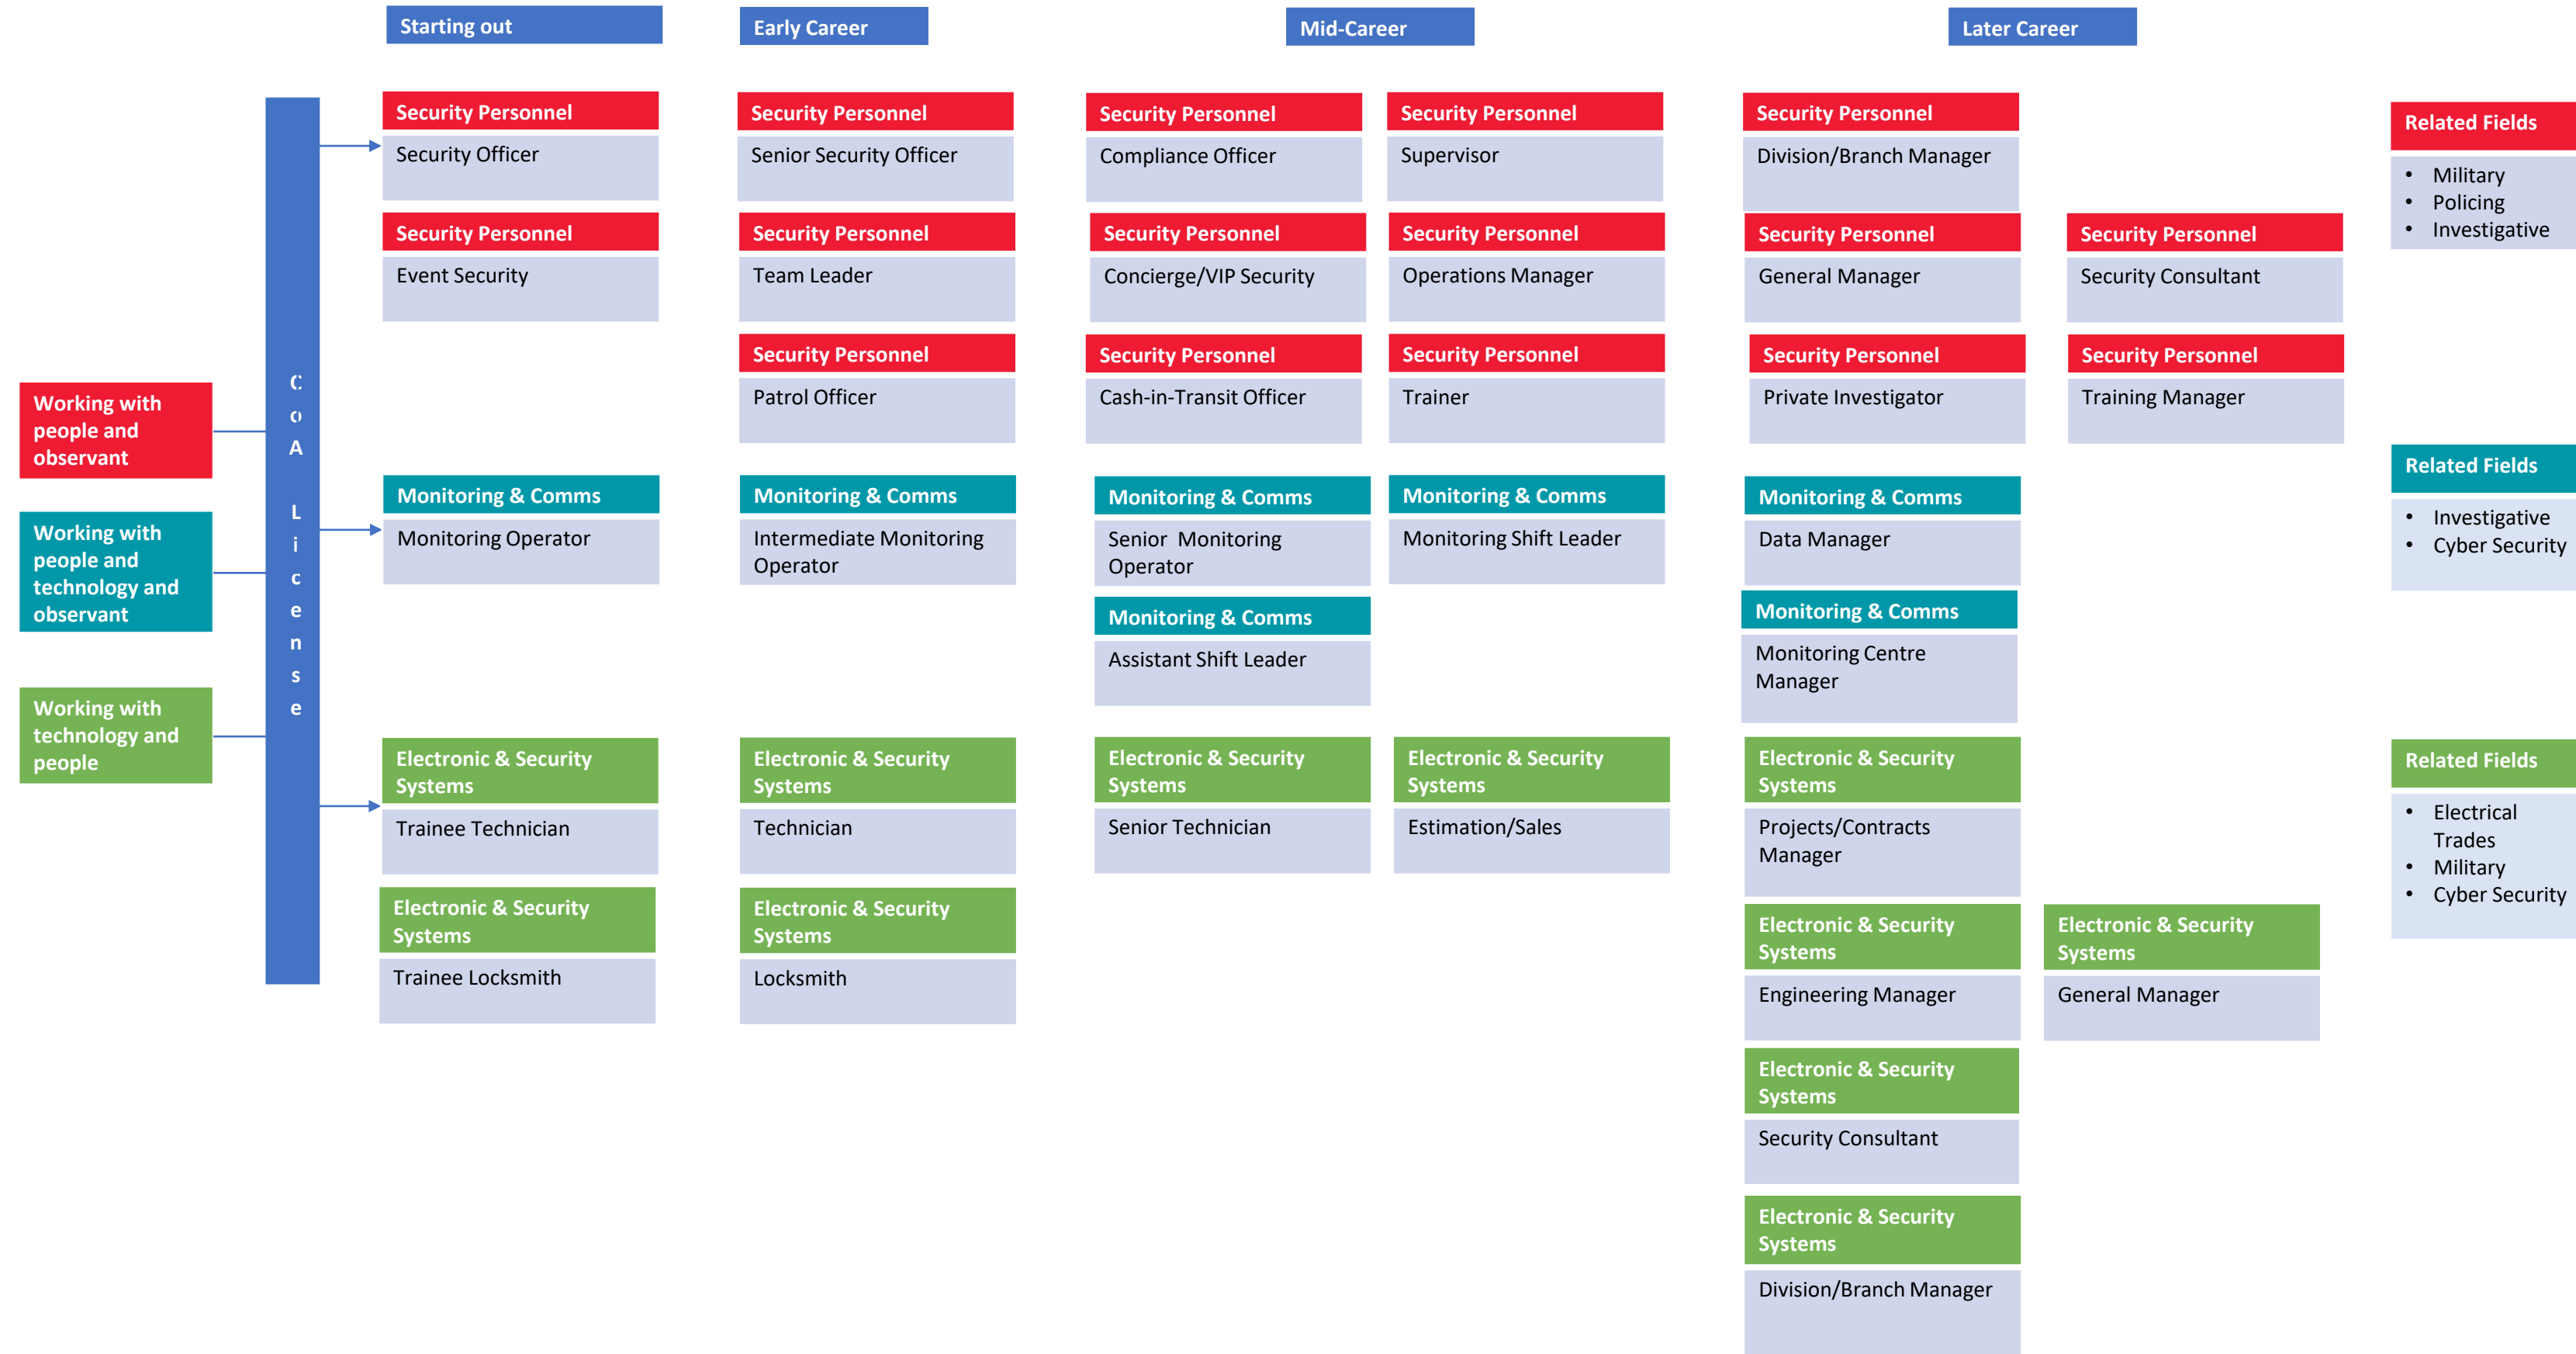 Starting out
Early Career
Mid-Career
Later Career
Working with
people and
observant
Working with
people and
technology and
observant
Working with
technology and
people
C
o
A
L
i
c
e
n
s
e
Security Personnel
Security Officer
Security Personnel
Senior Security Officer
Security Personnel
Compliance Officer
Security Personnel
Supervisor
Security Personnel
Division/Branch Manager
Related Fields
• Military
• Policing
• Investigative
Security Personnel
Event Security
Security Personnel
Team Leader
Security Personnel
Concierge/VIP Security
Security Personnel
Operations Manager
Security Personnel
General Manager
Security Personnel
Security Consultant
Security Personnel
Patrol Officer
Security Personnel
Cash-in-Transit Officer
Security Personnel
Trainer
Security Personnel
Private Investigator
Security Personnel
Training Manager
Monitoring & Comms
Monitoring Operator
Monitoring & Comms
Intermediate Monitoring
Operator
Monitoring & Comms
Senior Monitoring
Operator
Monitoring & Comms
Monitoring Shift Leader
Monitoring & Comms
Data Manager
Related Fields
• Investigative
• Cyber Security
Monitoring & Comms
Assistant Shift Leader
Monitoring & Comms
Monitoring Centre
Manager
Electronic & Security
Systems
Trainee Technician
Electronic & Security
Systems
Technician
Electronic & Security
Systems
Senior Technician
Electronic & Security
Systems
Estimation/Sales
Electronic & Security
Systems
Projects/Contracts
Manager
Related Fields
• Electrical
Trades
• Military
• Cyber Security
Electronic & Security
Systems
Trainee Locksmith
Electronic & Security
Systems
Locksmith
Electronic & Security
Systems
Engineering Manager
Electronic & Security
Systems
General Manager
Electronic & Security
Systems
Security Consultant
Electronic & Security
Systems
Division/Branch Manager